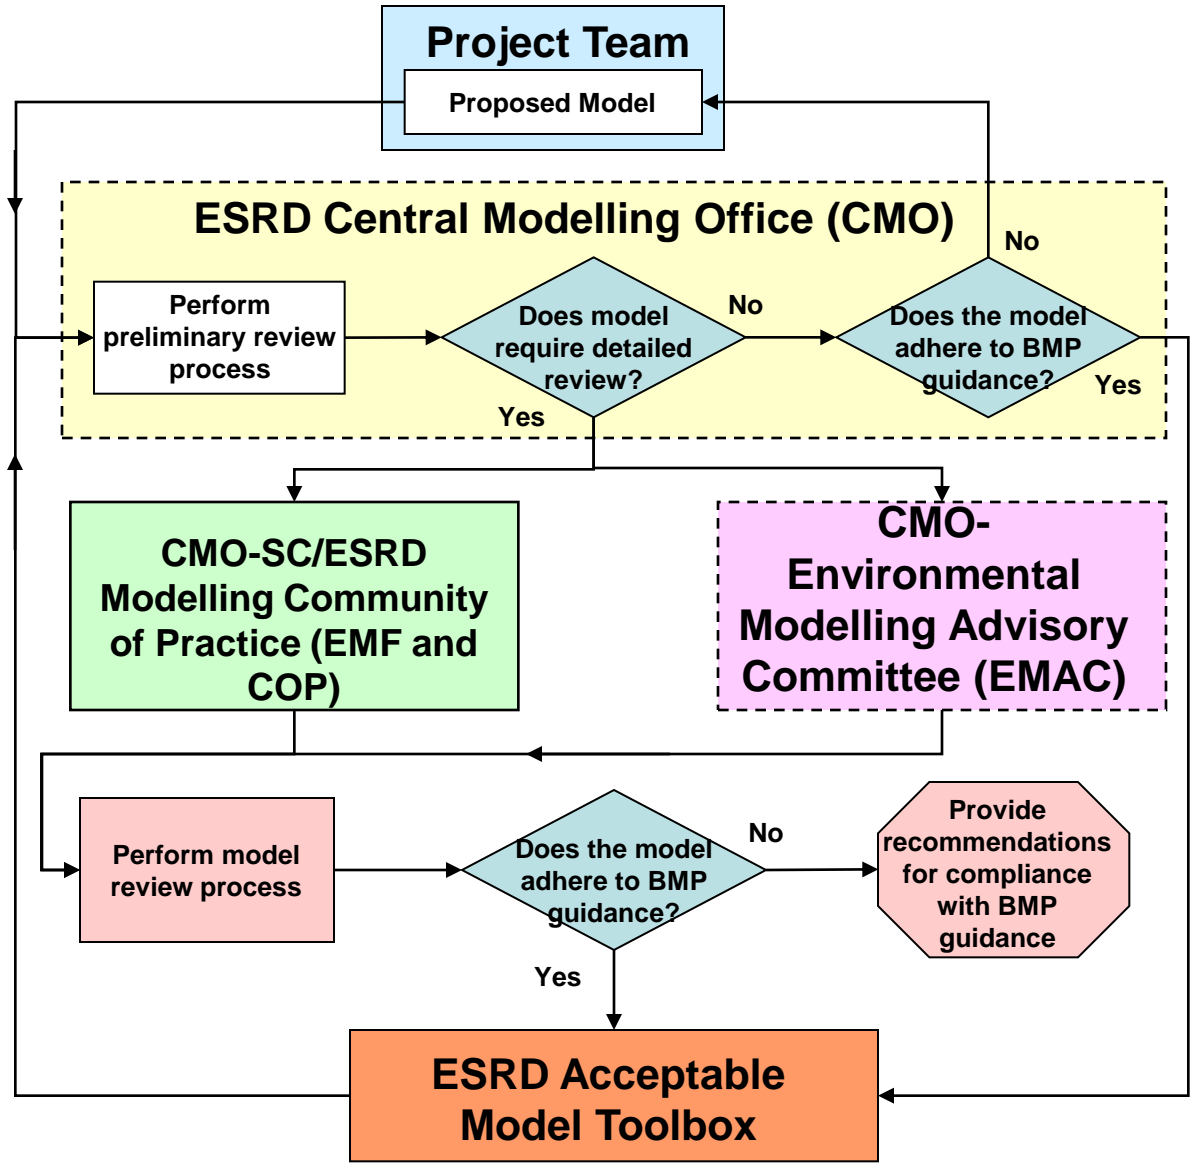 Project Team
Proposed Model
ESRD Central Modelling Office (CMO)
No
Perform
preliminary review
process
Does model
require detailed
review?
No
Does the model
adhere to BMP
guidance?
Yes
Yes
CMO-SC/ESRD
Modelling Community
of Practice (EMF and
COP)
CMO-
Environmental
Modelling Advisory
Committee (EMAC)
Perform model
review process
Does the model
adhere to BMP
guidance?
No
Provide
recommendations
for compliance
with BMP
guidance
Yes
ESRD Acceptable
Model Toolbox